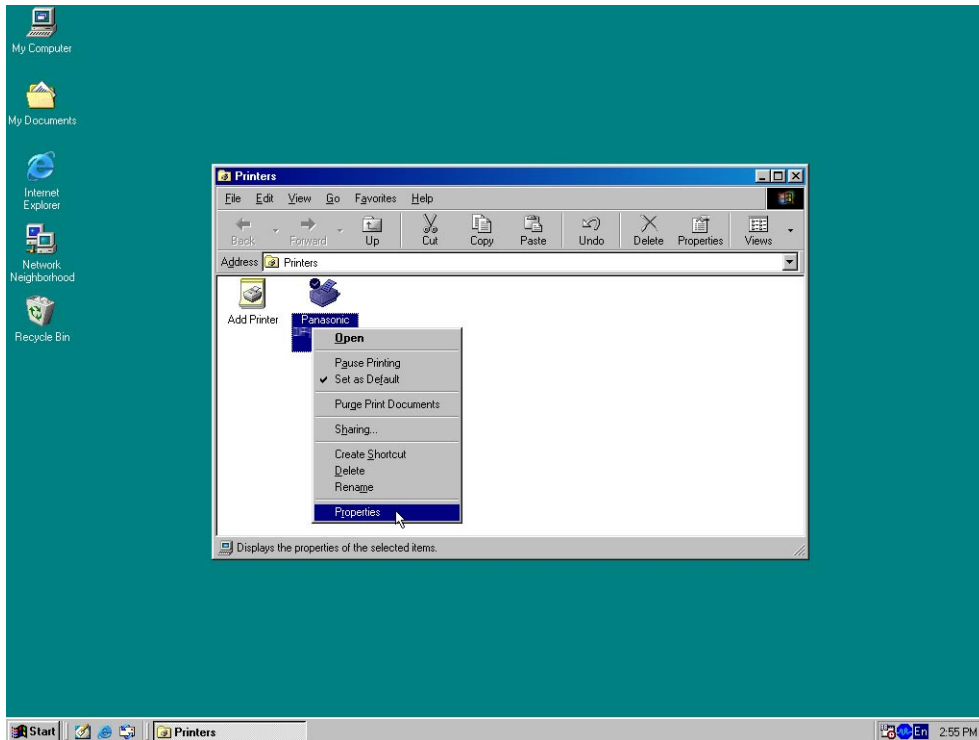 My Computer
My Documents
Internet
Explorer
Network
Neighborhood
Recycle Bin
Printers
File Edit View Go Favorites Help
Back Forward Up Cut Copy Paste Undo Delete Properties Views
Address Printers
Add Printer Panasonic
Open
Pause Printing
Set as Default
Purge Print Documents
Sharing...
Create Shortcut
Delete
Rename
Properties
Displays the properties of the selected items.
Start Printers En 2:55 PM